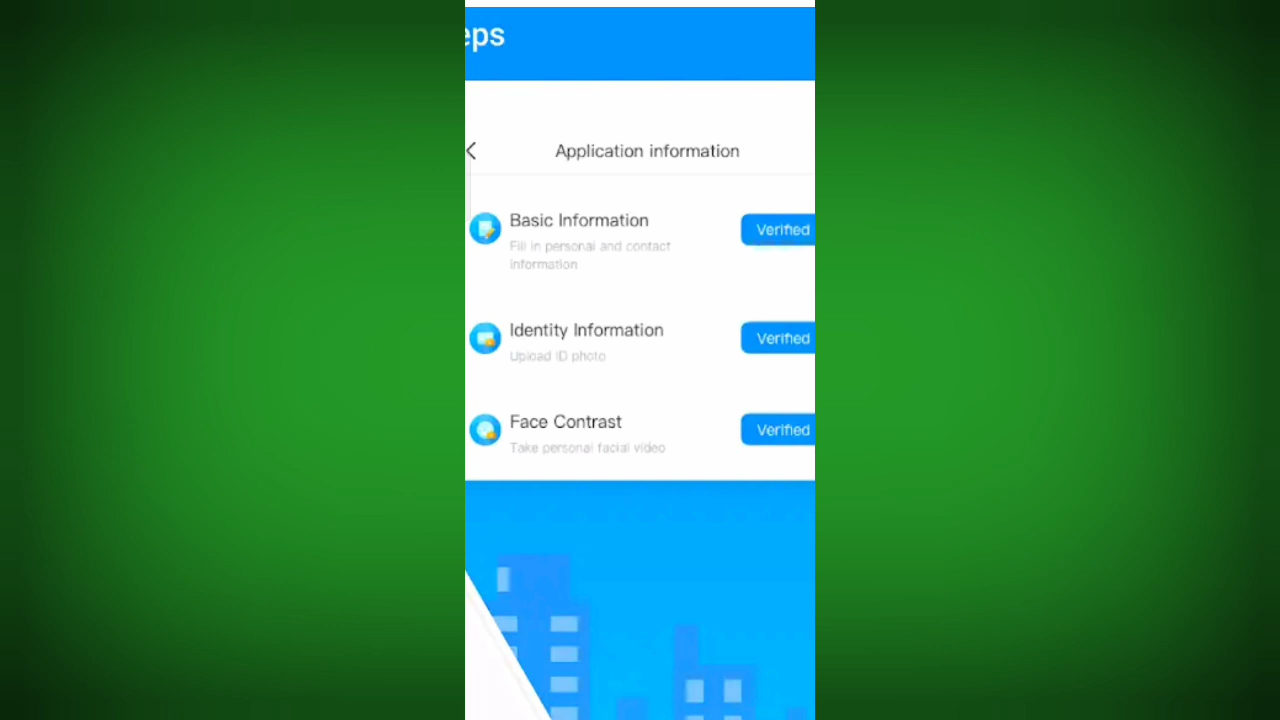 eps
Application information
Basic Information
Verified
Fill in personal and contact
information
Identity Information
Verified
Upload ID photo
Face Contrast
Verified
Take personal facial video